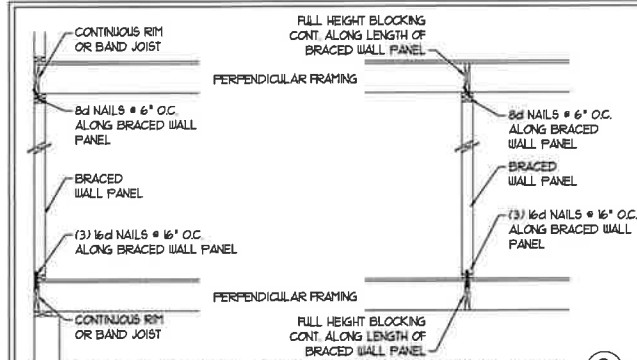 CONTINUOUS RIM
OR BAND JOIST
8d NAILS @ 6" O.C.
ALONG BRACED WALL
PANEL
BRACED
WALL PANEL
(3) 16d NAILS @ 16" O.C.
ALONG BRACED WALL PANEL
CONTINUOUS RIM
OR BAND JOIST
PERPENDICULAR FRAMING
PERPENDICULAR FRAMING
FULL HEIGHT BLOCKING
CONT. ALONG LENGTH OF
BRACED WALL PANEL
8d NAILS @ 6" O.C.
ALONG BRACED
WALL PANEL
BRACED
WALL PANEL
(3) 16d NAILS @ 16" O.C.
ALONG BRACED WALL
PANEL
FULL HEIGHT BLOCKING
CONT. ALONG LENGTH OF
BRACED WALL PANEL